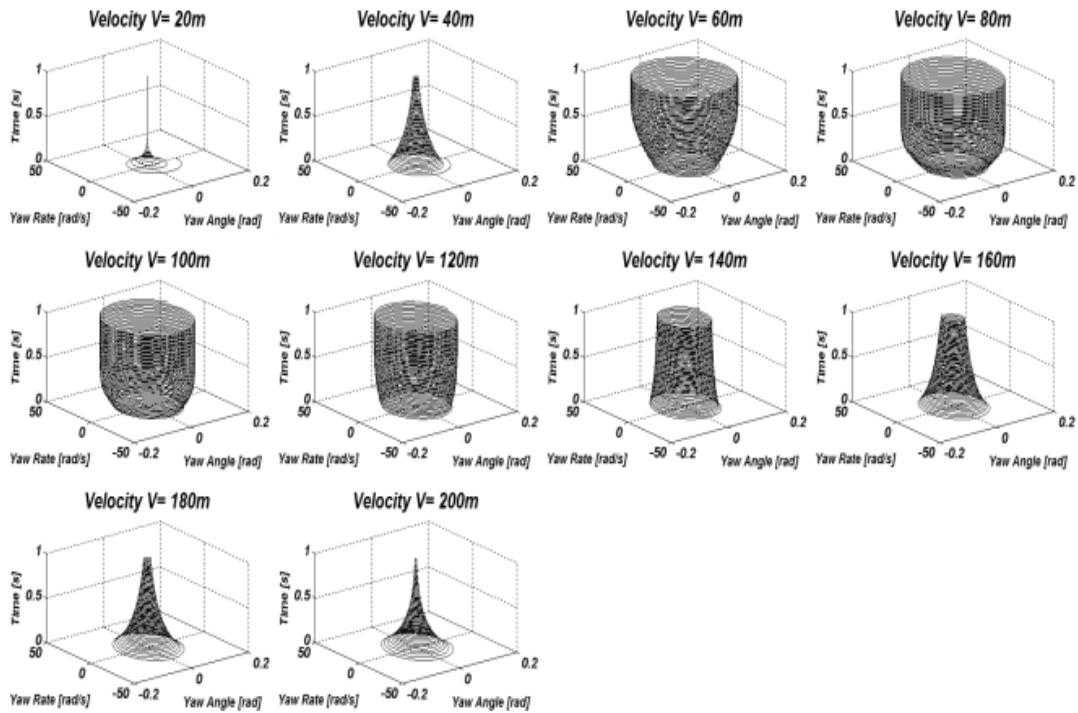 Velocity V= 20m
Velocity V= 40m
Velocity V= 60m
Velocity V= 80m
1
0.5
0
50
0
-50
-0.2
0
0.2
Time [s]
Yaw Rate [rad/s]
Yaw Angle [rad]
1
0.5
0
50
0
-50
-0.2
0
0.2
Time [s]
Yaw Rate [rad/s]
Yaw Angle [rad]
1
0.5
0
50
0
-50
-0.2
0
0.2
Time [s]
Yaw Rate [rad/s]
Yaw Angle [rad]
1
0.5
0
50
0
-50
-0.2
0
0.2
Time [s]
Yaw Rate [rad/s]
Yaw Angle [rad]
Velocity V= 100m
Velocity V= 120m
Velocity V= 140m
Velocity V= 160m
1
0.5
0
50
0
-50
-0.2
0
0.2
Time [s]
Yaw Rate [rad/s]
Yaw Angle [rad]
1
0.5
0
50
0
-50
-0.2
0
0.2
Time [s]
Yaw Rate [rad/s]
Yaw Angle [rad]
1
0.5
0
50
0
-50
-0.2
0
0.2
Time [s]
Yaw Rate [rad/s]
Yaw Angle [rad]
1
0.5
0
50
0
-50
-0.2
0
0.2
Time [s]
Yaw Rate [rad/s]
Yaw Angle [rad]
Velocity V= 180m
Velocity V= 200m
1
0.5
0
50
0
-50
-0.2
0
0.2
Time [s]
Yaw Rate [rad/s]
Yaw Angle [rad]
1
0.5
0
50
0
-50
-0.2
0
0.2
Time [s]
Yaw Rate [rad/s]
Yaw Angle [rad]